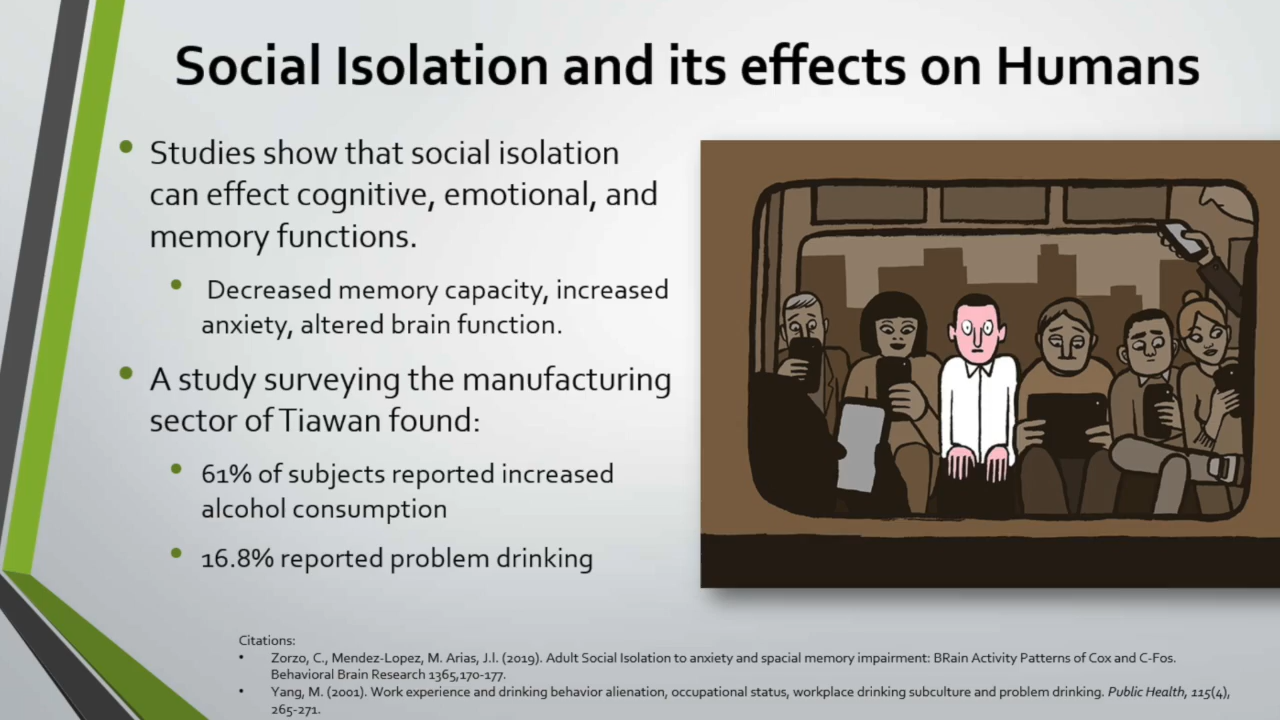 Social Isolation and its effects on Humans
• Studies show that social isolation
can effect cognitive, emotional, and
memory functions.
• Decreased memory capacity, increased
anxiety, altered brain function.
• A study surveying the manufacturing
sector of Tiawan found:
• 61% of subjects reported increased
alcohol consumption
• 16.8% reported problem drinking
Citations:
• Zorzo, C., Mendez-Lopez, M. Arias, J.l. (2019). Adult Social Isolation to anxiety and spacial memory impairment: BRain Activity Patterns of Cox and C-Fos.
Behavioral Brain Research 1365,170-177.
• Yang, M. (2001). Work experience and drinking behavior alienation, occupational status, workplace drinking subculture and problem drinking. Public Health, 115(4),
265-271.